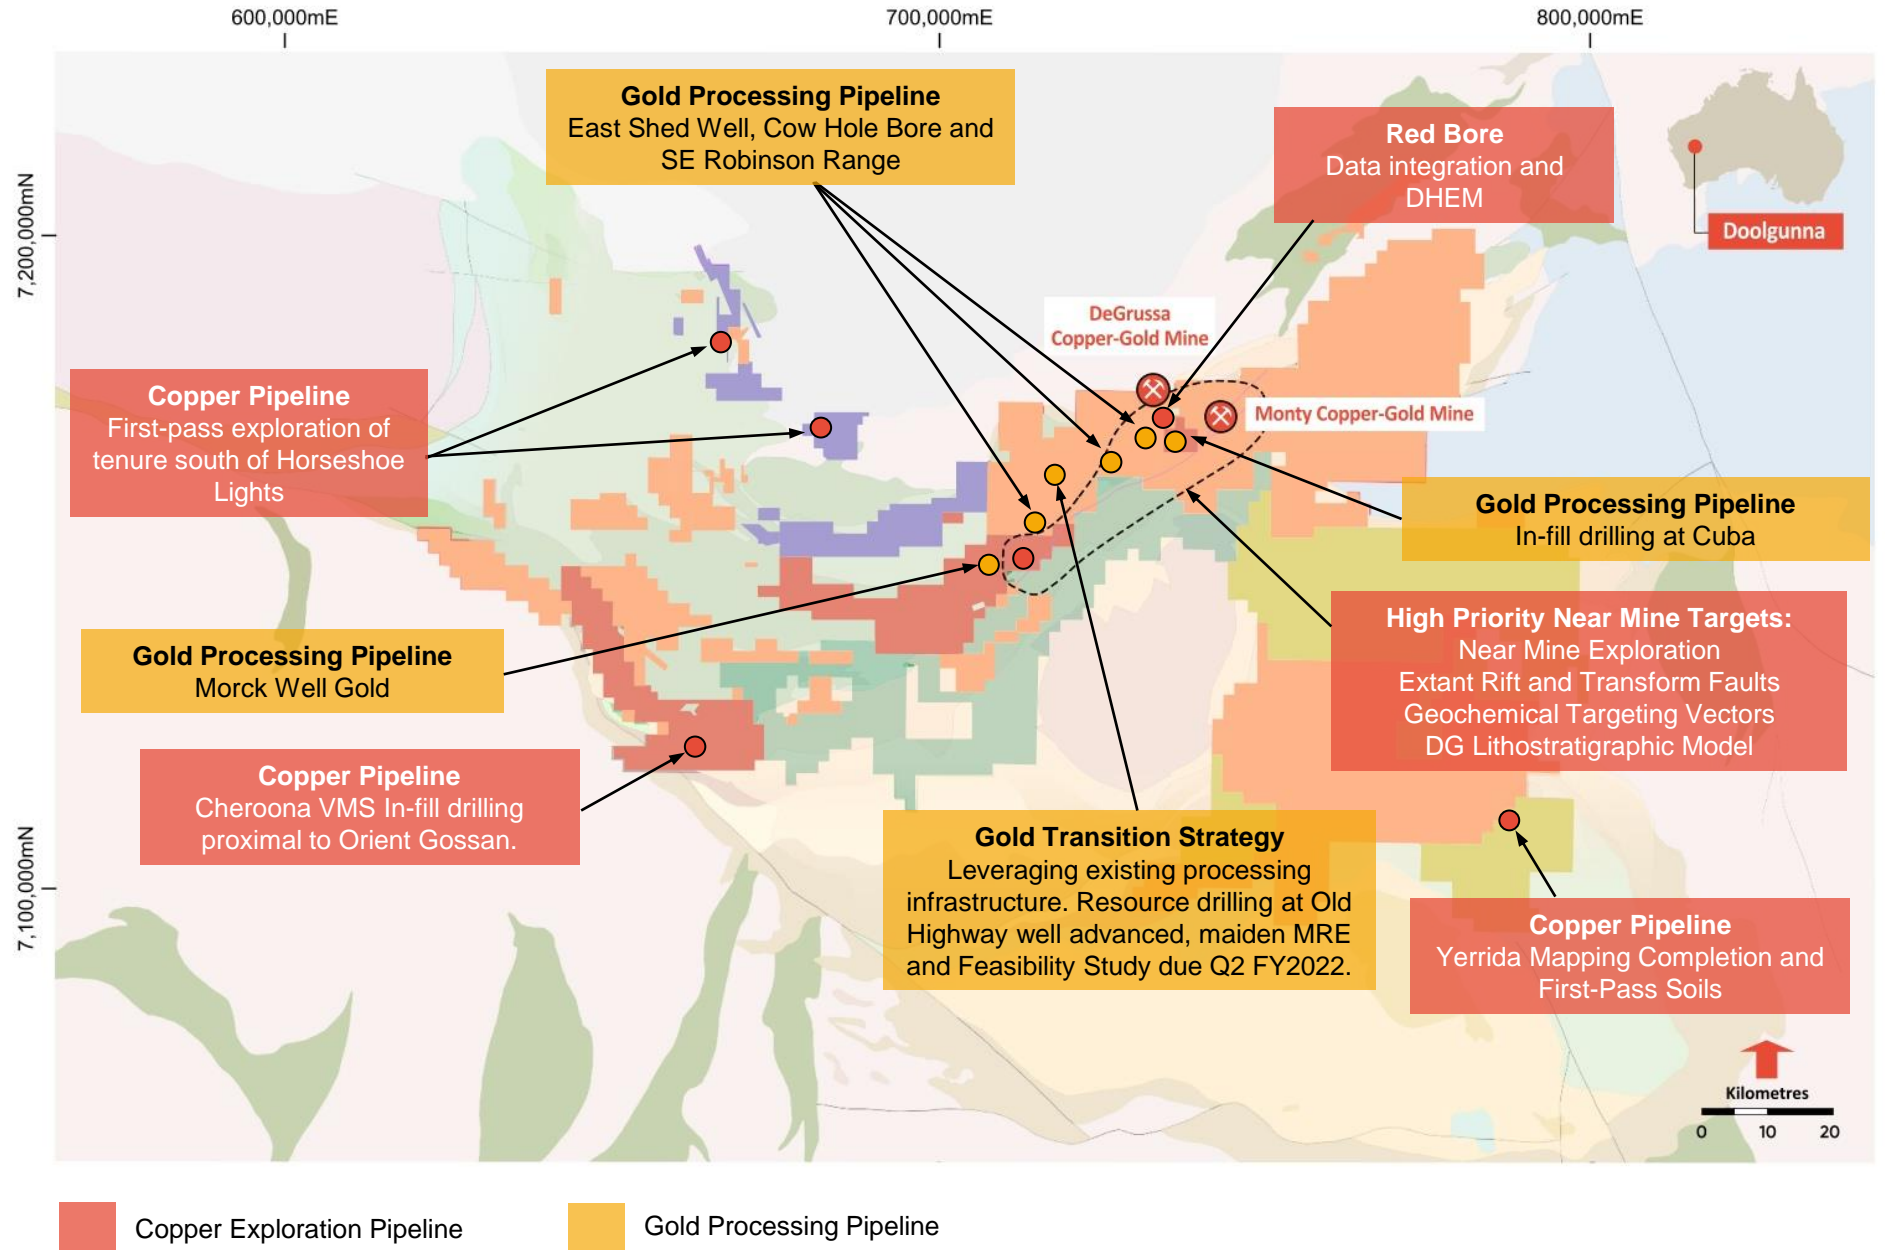 600,000mE
700,000mE
800,000mE
7,200,000mN
7,100,000mN
Gold Processing Pipeline
East Shed Well, Cow Hole Bore and
SE Robinson Range
Red Bore
Data integration and
DHEM
Doolgunna
DeGrussa
Copper-Gold Mine
Monty Copper-Gold Mine
Copper Pipeline
First-pass exploration of
tenure south of Horseshoe
Lights
Gold Processing Pipeline
In-fill drilling at Cuba
High Priority Near Mine Targets:
Near Mine Exploration
Extant Rift and Transform Faults
Geochemical Targeting Vectors
DG Lithostratigraphic Model
Gold Processing Pipeline
Morck Well Gold
Copper Pipeline
Cheroona VMS In-fill drilling
proximal to Orient Gossan.
Gold Transition Strategy
Leveraging existing processing
infrastructure. Resource drilling at Old
Highway well advanced, maiden MRE
and Feasibility Study due Q2 FY2022.
Copper Pipeline
Yerrida Mapping Completion and
First-Pass Soils
Kilometres
0 10 20
Copper Exploration Pipeline
Gold Processing Pipeline